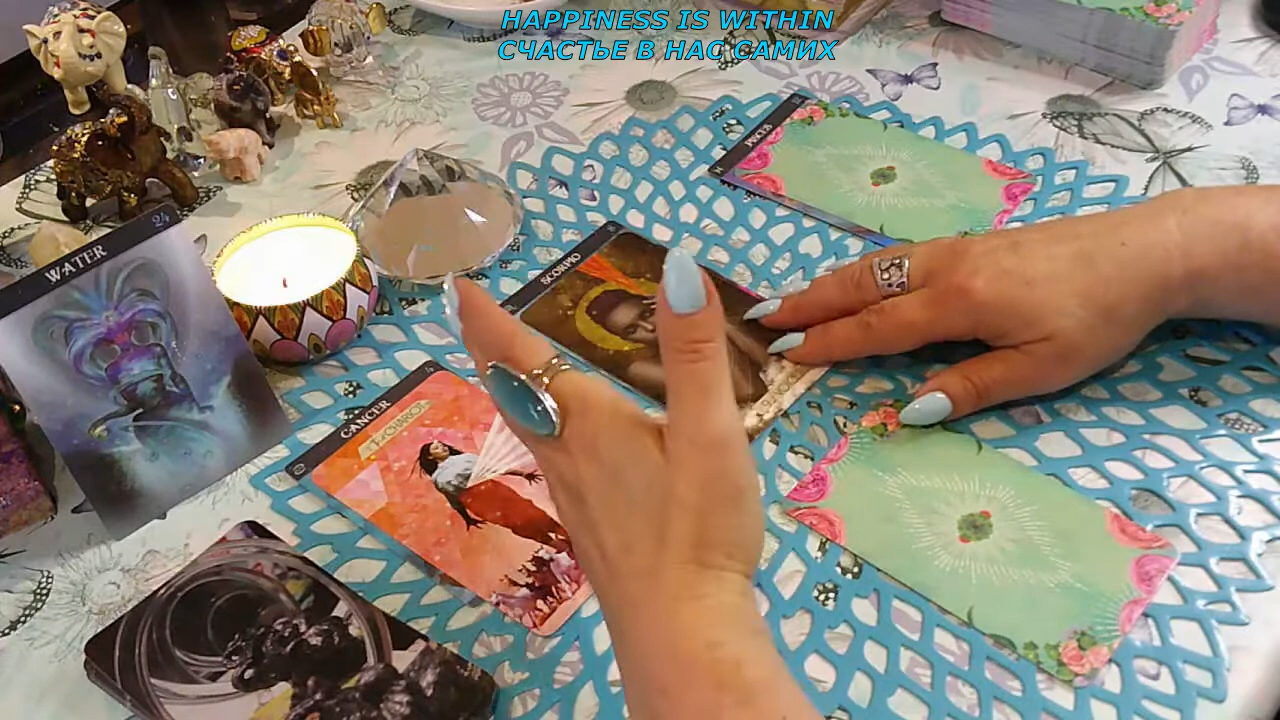 HAPPINESS IS WITHIN
СЧАСТЬЕ В НАС САМИХ
PISCES
SCORPIO
WATER
24
CANCER